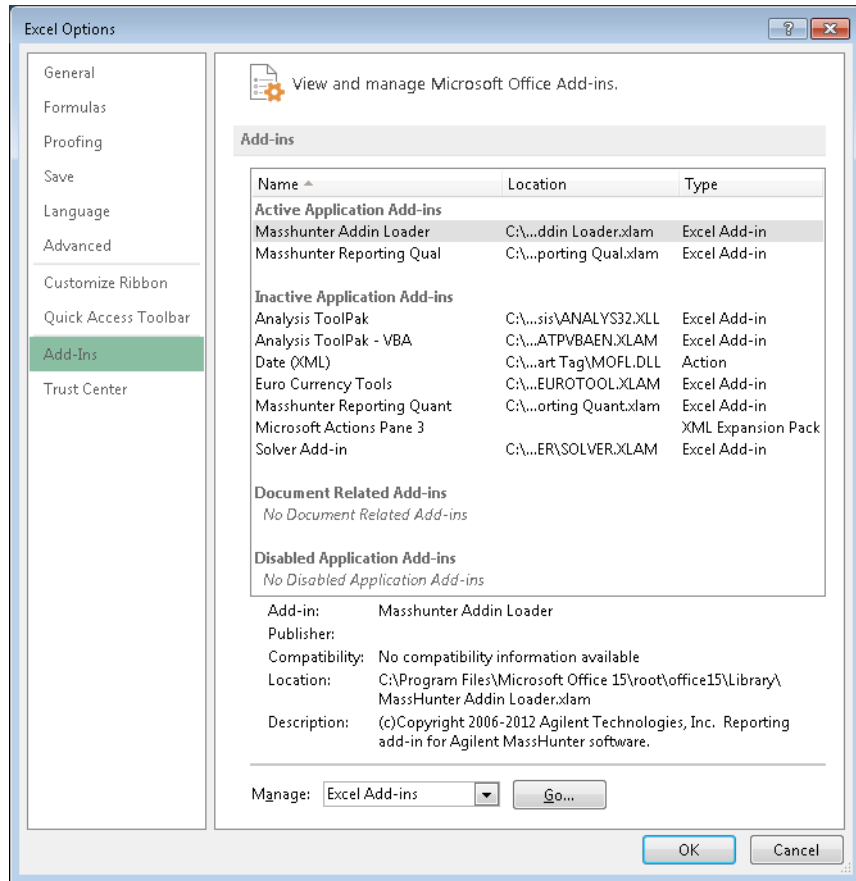 Excel Options
General
Formulas
Proofing
Save
Language
Advanced
Customize Ribbon
Quick Access Toolbar
Add-Ins
Trust Center
View and manage Microsoft Office Add-ins.
Add-ins
Name Location Type
Active Application Add-ins
Masshunter Addin Loader C:\...ddin Loader.xlam Excel Add-in
Masshunter Reporting Qual C:\...porting Qual.xlam Excel Add-in
Inactive Application Add-ins
Analysis ToolPak C:\...sis\ANALYS32.XLL Excel Add-in
Analysis ToolPak - VBA C:\...ATPVBAEN.XLAM Excel Add-in
Date (XML) C:\...art Tag\MOFL.DLL Action
Euro Currency Tools C:\...EUROTOOL.XLAM Excel Add-in
Masshunter Reporting Quant C:\...orting Quant.xlam Excel Add-in
Microsoft Actions Pane 3 XML Expansion Pack
Solver Add-in C:\...ER\SOLVER.XLAM Excel Add-in
Document Related Add-ins
No Document Related Add-ins
Disabled Application Add-ins
No Disabled Application Add-ins
Add-in: Masshunter Addin Loader
Publisher:
Compatibility: No compatibility information available
Location: C:\Program Files\Microsoft Office 15\root\office15\Library\
MassHunter Addin Loader.xlam
Description: (c)Copyright 2006-2012 Agilent Technologies, Inc. Reporting
add-in for Agilent MassHunter software.
Manage: Excel Add-ins Go...
OK Cancel